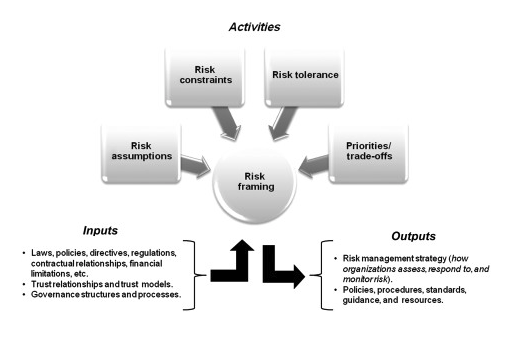 Activities
Risk
constraints
Risk tolerance
Risk
assumptions
Priorities/
trade-offs
Risk
framing
Inputs
• Laws, policies, directives, regulations,
contractual relationships, financial
limitations, etc.
• Trust relationships and trust models.
• Governance structures and processes.
Outputs
• Risk management strategy (how
organizations assess, respond to, and
monitor risk).
• Policies, procedures, standards,
guidance, and resources.